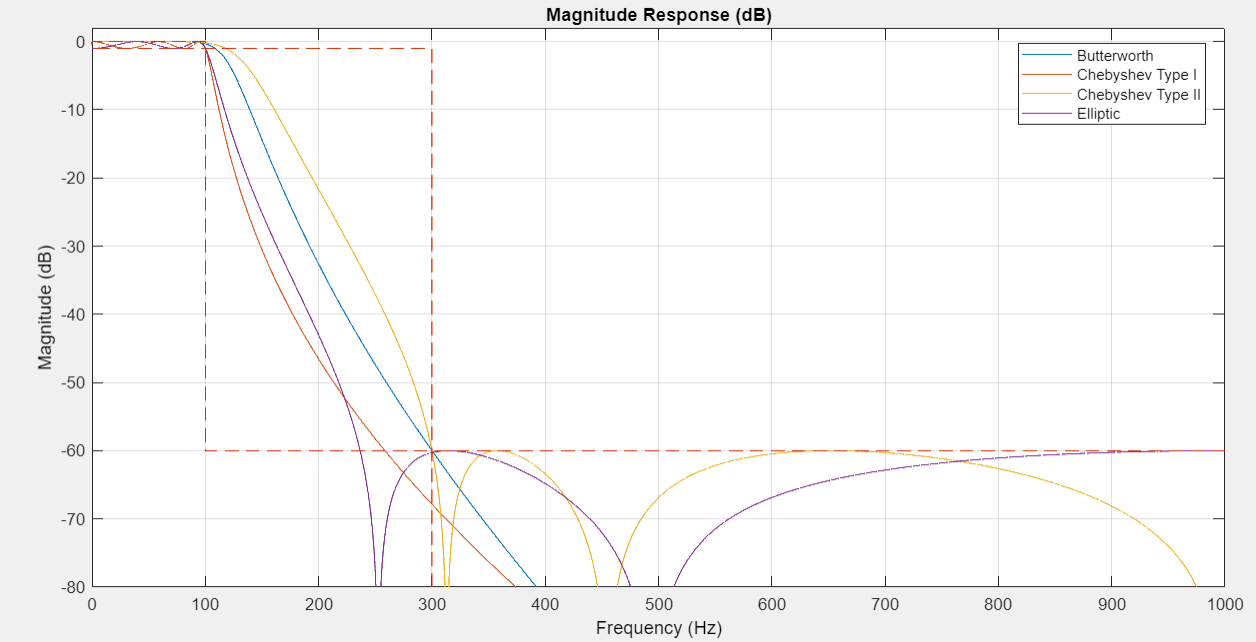 Magnitude Response (dB)
Butterworth
Chebyshev Type I
Chebyshev Type II
Elliptic
Magnitude (dB)
0
-10
-20
-30
-40
-50
-60
-70
-80
0 100 200 300 400 500 600 700 800 900 1000
Frequency (Hz)